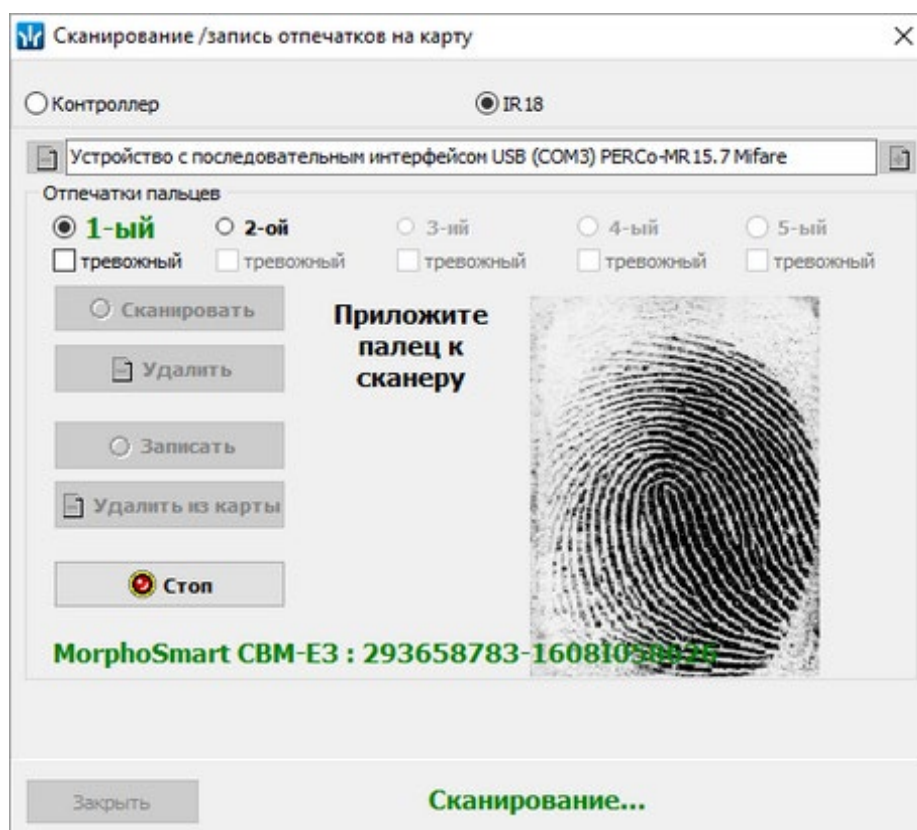 Сканирование /запись отпечатков на карту
Контроллер IR18
Устройство с последовательным интерфейсом USB (COM3) PERCo-MR15.7 Mifare
Отпечатки пальцев
1-ый 2-ой 3-ий 4-ый 5-ый
тревожный тревожный тревожный тревожный тревожный
Сканировать
Приложите
палец к
сканеру
Удалить
Записать
Удалить из карты
Стоп
MorphoSmart CBM-E3 :
Закрыть Сканирование...